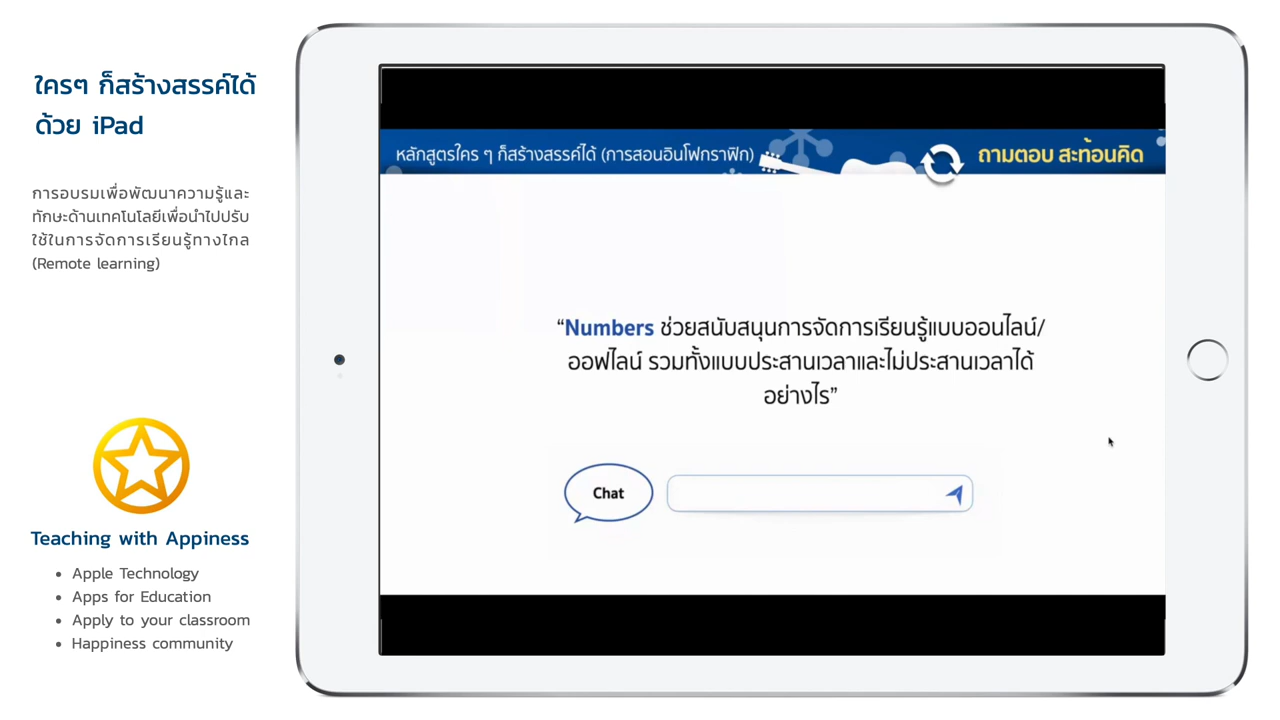 ใครๆ ก็สร้างสรรค์ได้
ด้วย iPad
การอบรมเพื่อพัฒนาความรู้และ
ทักษะด้านเทคโนโลยีเพื่อนำไปปรับ
ใช้ในการจัดการเรียนรู้ทางไกล
(Remote learning)
Teaching with Appiness
• Apple Technology
• Apps for Education
• Apply to your classroom
• Happiness community
หลักสูตรใคร ๆ ก็สร้างสรรค์ได้ (การสอนอินโฟกราฟิก)
ถามตอบ สะท้อนคิด
“Numbers ช่วยสนับสนุนการจัดการเรียนรู้แบบออนไลน์/
ออฟไลน์ รวมทั้งแบบประสานเวลาและไม่ประสานเวลาได้
อย่างไร”
Chat